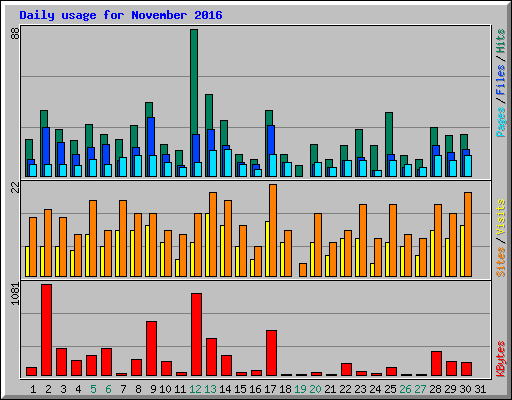 Daily usage for November 2016
88
Pages / Files / Hits
22
Sites / Visits
1081
KBytes
1 2 3 4 5 6 7 8 9 10 11 12 13 14 15 16 17 18 19 20 21 22 23 24 25 26 27 28 29 30 31